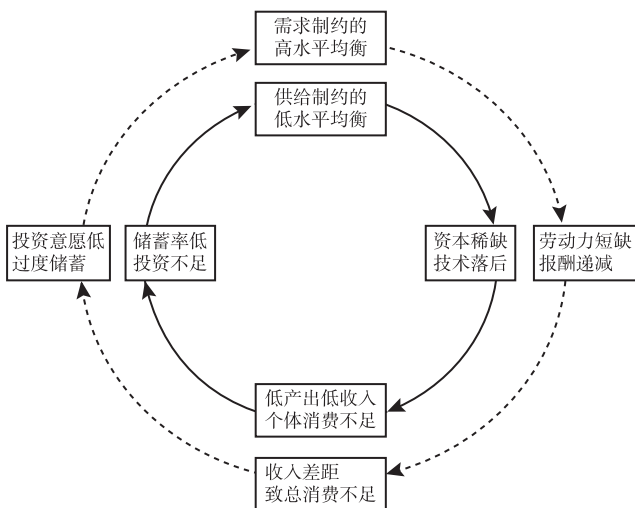 需求制约的
高水平均衡
供给制约的
低水平均衡
投资意愿低
过度储蓄
储蓄率低
投资不足
资本稀缺
技术落后
劳动力短缺
报酬递减
低产出低收入
个体消费不足
收入差距
致总消费不足